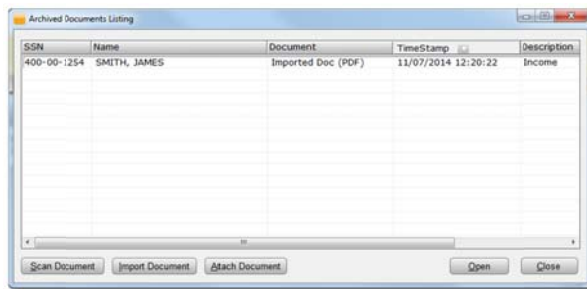 Archived Documents Listing
SSN Name Document TimeStamp Description
400-00-1254 SMITH, JAMES Imported Doc (PDF) 11/07/2014 12:20:22 Income
Scan Document Import Document Attach Document Open Close